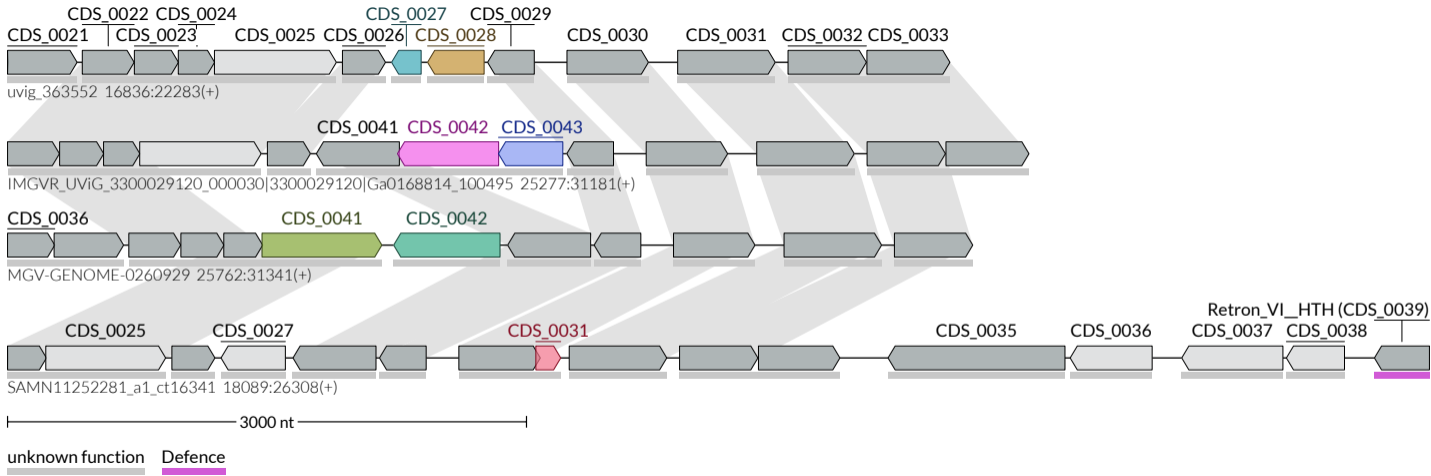 CDS_0022 CDS_0024 CDS_0027 CDS_0029
CDS_0021 CDS_0023 CDS_0025 CDS_0026 CDS_0028 CDS_0030 CDS_0031 CDS_0032 CDS_0033
uvig_363552 16836:22283(+)
CDS_0041 CDS_0042 CDS_0043
IMGVR_UViG_3300029120_000030|3300029120|Ga0168814_100495 25277:31181(+)
CDS_0036 CDS_0041 CDS_0042
MGV-GENOME-0260929 25762:31341(+)
Retron_VI__HTH (CDS_0039)
CDS_0025 CDS_0027 CDS_0031 CDS_0035 CDS_0036 CDS_0037 CDS_0038
SAMN11252281_a1_ct16341 18089:26308(+)
3000 nt
unknown function Defence